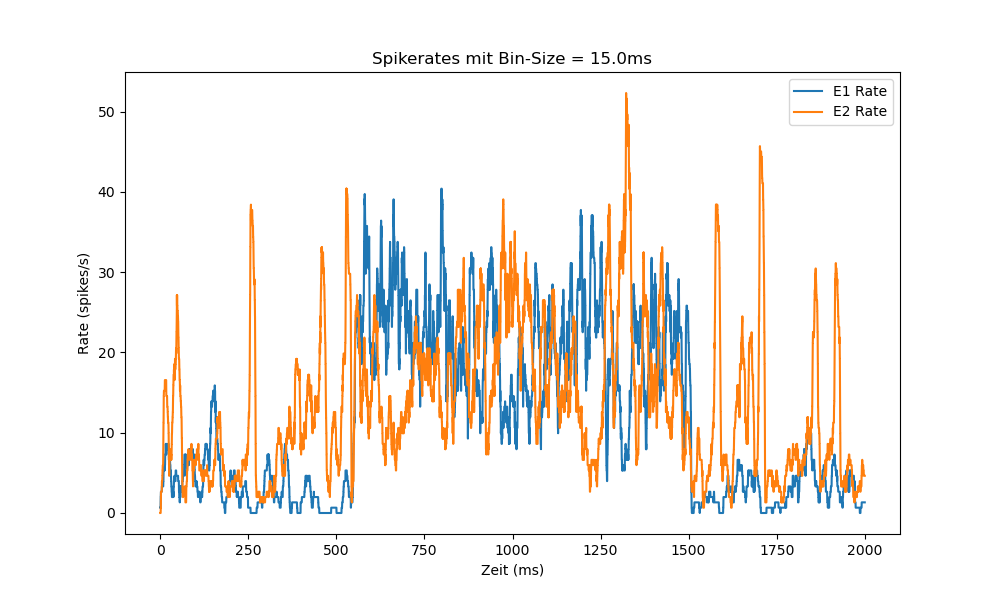 Spikerates mit Bin-Size = 15.0ms
E1 Rate
E2 Rate
Rate (spikes/s)
50
40
30
20
10
0
0 250 500 750 1000 1250 1500 1750 2000
Zeit (ms)